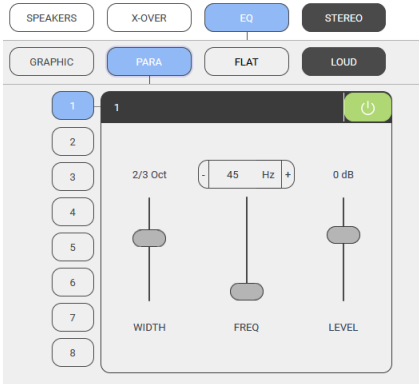 SPEAKERS X-OVER EQ STEREO
GRAPHIC PARA FLAT LOUD
1 1
2
3 2/3 Oct - 45 Hz + 0 dB
4
5
6
7 WIDTH FREQ LEVEL
8